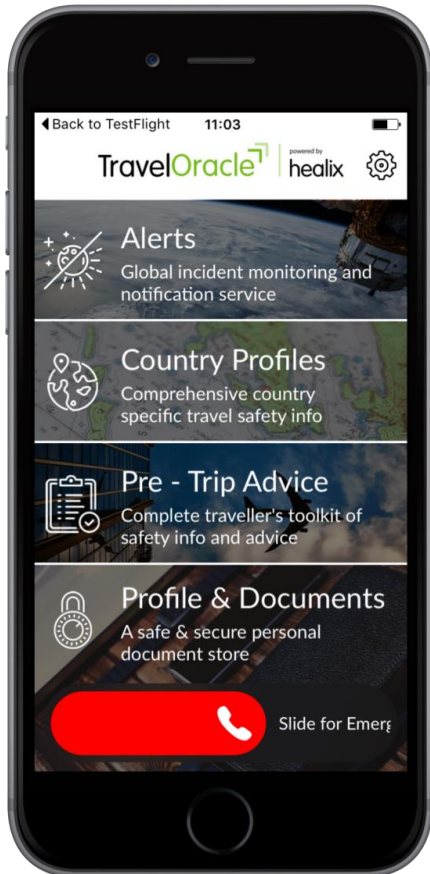 Back to TestFlight 11:03
powered by
TravelOracle healix
Alerts
Global incident monitoring and
notification service
Country Profiles
Comprehensive country
specific travel safety info
Pre - Trip Advice
Complete traveller's toolkit of
safety info and advice
Profile & Documents
A safe & secure personal
document store
Slide for Emerg